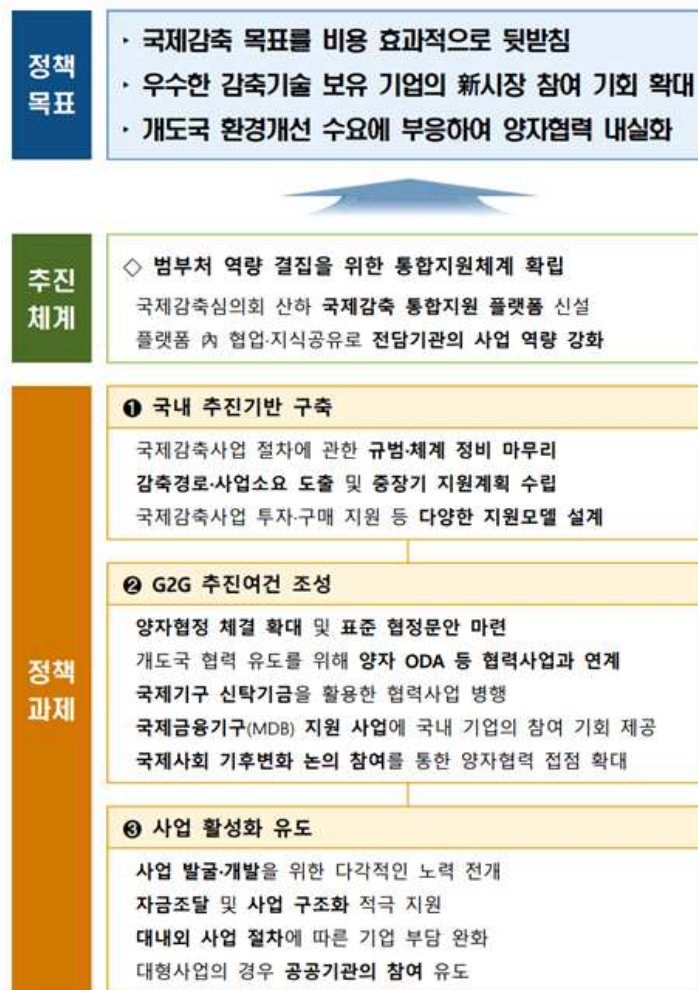 정책
목표
‣ 국제감축 목표를 비용 효과적으로 뒷받침
‣ 우수한 감축기술 보유 기업의 新시장 참여 기회 확대
‣ 개도국 환경개선 수요에 부응하여 양자협력 내실화
추진
체계
◇ 범부처 역량 결집을 위한 통합지원체계 확립
국제감축심의회 산하 국제감축 통합지원 플랫폼 신설
플랫폼 內 협업·지식공유로 전담기관의 사업 역량 강화
정책
과제
❶ 국내 추진기반 구축
국제감축사업 절차에 관한 규범·체계 정비 마무리
감축경로·사업소요 도출 및 중장기 지원계획 수립
국제감축사업 투자·구매 지원 등 다양한 지원모델 설계
❷ G2G 추진여건 조성
양자협정 체결 확대 및 표준 협정문안 마련
개도국 협력 유도를 위해 양자 ODA 등 협력사업과 연계
국제기구 신탁기금을 활용한 협력사업 병행
국제금융기구(MDB) 지원 사업에 국내 기업의 참여 기회 제공
국제사회 기후변화 논의 참여를 통한 양자협력 접점 확대
❸ 사업 활성화 유도
사업 발굴·개발을 위한 다각적인 노력 전개
자금조달 및 사업 구조화 적극 지원
대내외 사업 절차에 따른 기업 부담 완화
대형사업의 경우 공공기관의 참여 유도